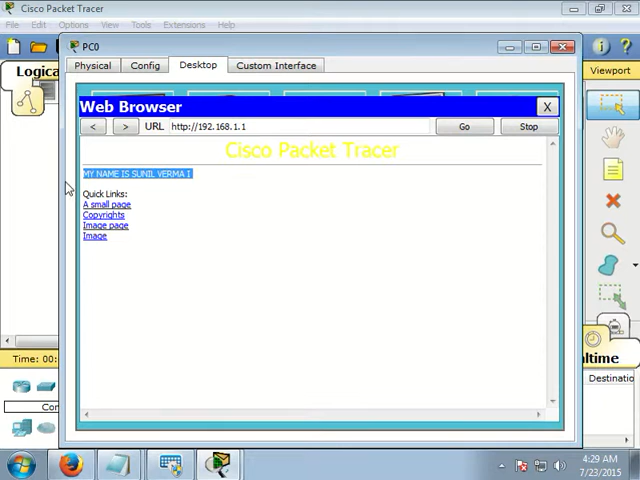 Cisco Packet Tracer
File Edit Options View Tools Extensions Help
PC0
Logica
Viewport
Physical Config Desktop Custom Interface
Web Browser X
< > URL http://192.168.1.1 Go Stop
Cisco Packet Tracer
MY NAME IS SUNIL VERMA I
Quick Links:
A small page
Copyrights
Image page
Image
Time: 00:
altime
Con
Destinatio
4:29 AM
7/23/2015